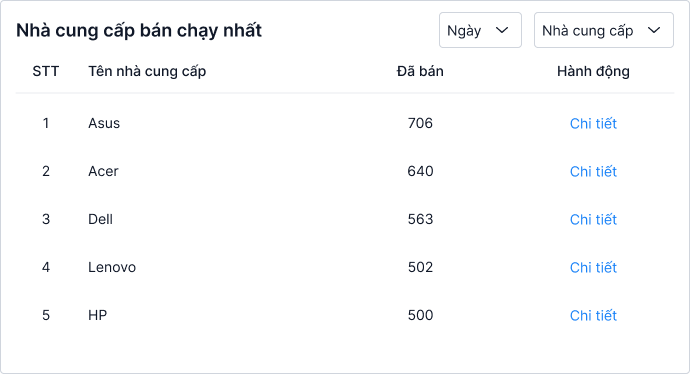 Nhà cung cấp bán chạy nhất
Ngày
Nhà cung cấp
STT Tên nhà cung cấp Đã bán Hành động
1 Asus 706 Chi tiết
2 Acer 640 Chi tiết
3 Dell 563 Chi tiết
4 Lenovo 502 Chi tiết
5 HP 500 Chi tiết